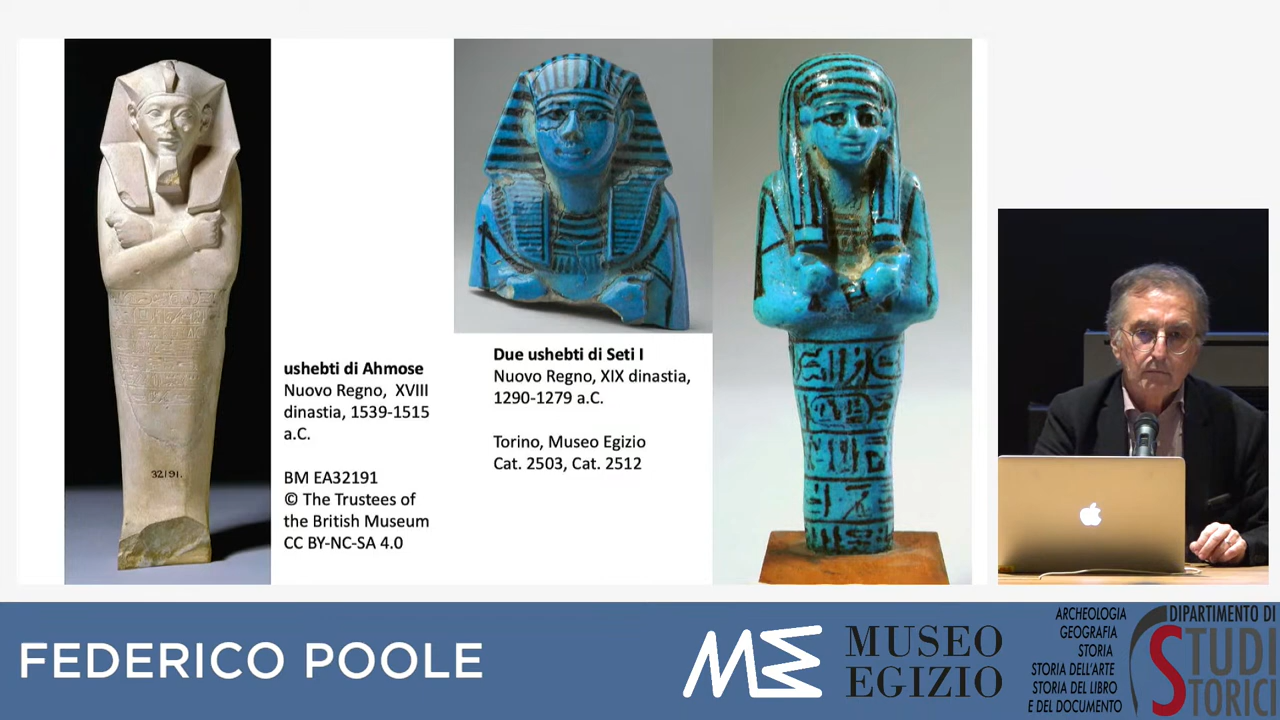 32191.
ushebti di Ahmose
Nuovo Regno, XVIII
dinastia, 1539-1515
a.C.
BM EA32191
© The Trustees of
the British Museum
CC BY-NC-SA 4.0
Due ushebti di Seti I
Nuovo Regno, XIX dinastia,
1290-1279 a.C.
Torino, Museo Egizio
Cat. 2503, Cat. 2512
FEDERICO POOLE
ME
MUSEO
EGIZIO
ARCHEOLOGIA
GEOGRAFIA
STORIA
STORIA DELL'ARTE
STORIA DEL LIBRO
E DEL DOCUMENTO
DIPARTIMENTO DI
STUDI
STORICI